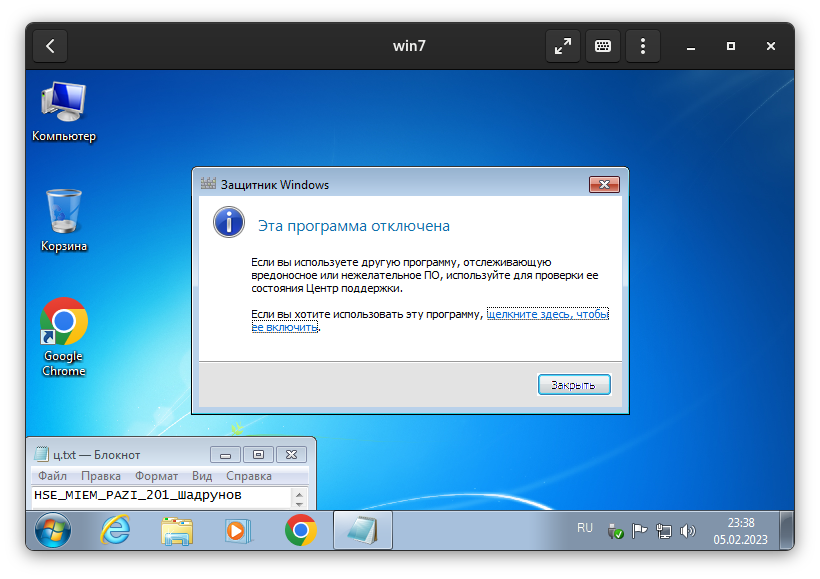 win7
Компьютер
Корзина
Google
Chrome
Защитник Windows
Эта программа отключена
Если вы используете другую программу, отслеживающую
вредоносное или нежелательное ПО, используйте для проверки ее
состояния Центр поддержки.
Если вы хотите использовать эту программу, щелкните здесь, чтобы
ее включить.
Закрыть
ц.txt — Блокнот
Файл Правка Формат Вид Справка
HSE_MIEM_PAZI_201_Шадрунов
RU
23:38
05.02.2023